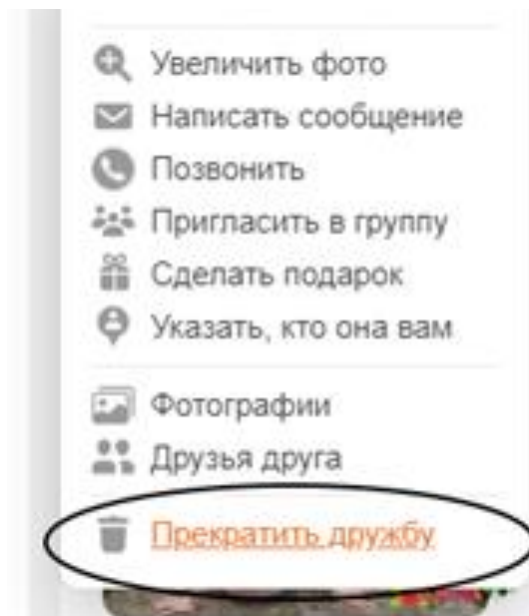 Увеличить фото
Написать сообщение
Позвонить
Пригласить в группу
Сделать подарок
Указать, кто она вам
Фотографии
Друзья друга
Прекратить дружбу